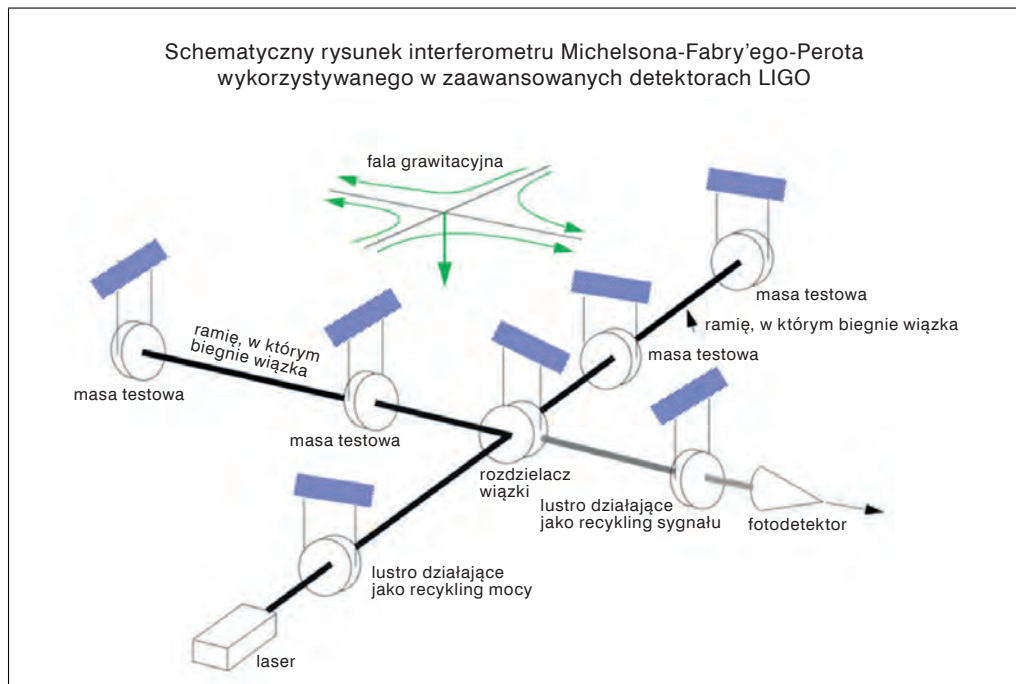 Schematyczny rysunek interferometru Michelsona-Fabry’ego-Perota
wykorzystywanego w zaawansowanych detektorach LIGO
fala grawitacyjna
masa testowa
ramię, w którym biegnie wiązka
masa testowa
ramię, w którym
biegnie wiązka
masa testowa
masa testowa
rozdzielacz
wiązki
lustro działające
jako recykling sygnału
fotodetektor
lustro działające
jako recykling mocy
laser